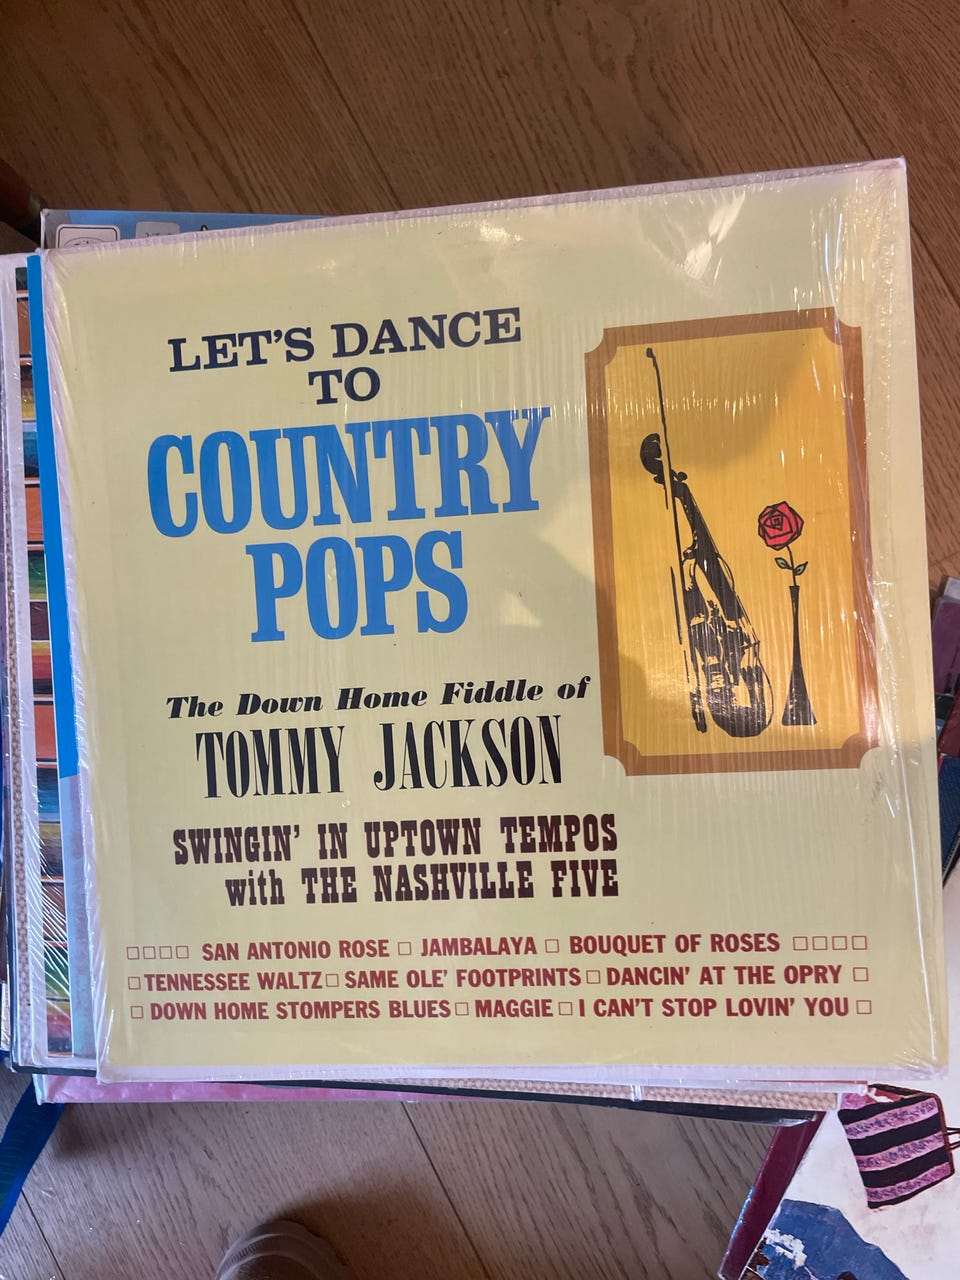 LET'S DANCE
TO
COUNTRY
POPS
The Down Home Fiddle of
TOMMY JACKSON
SWINGIN' IN UPTOWN TEMPOS
with THE NASHVILLE FIVE
□□□□ SAN ANTONIO ROSE □ JAMBALAYA □ BOUQUET OF ROSES □□□□
□ TENNESSEE WALTZ □ SAME OLE' FOOTPRINTS □ DANCIN' AT THE OPRY □
□ DOWN HOME STOMPERS BLUES □ MAGGIE □ I CAN'T STOP LOVIN' YOU □